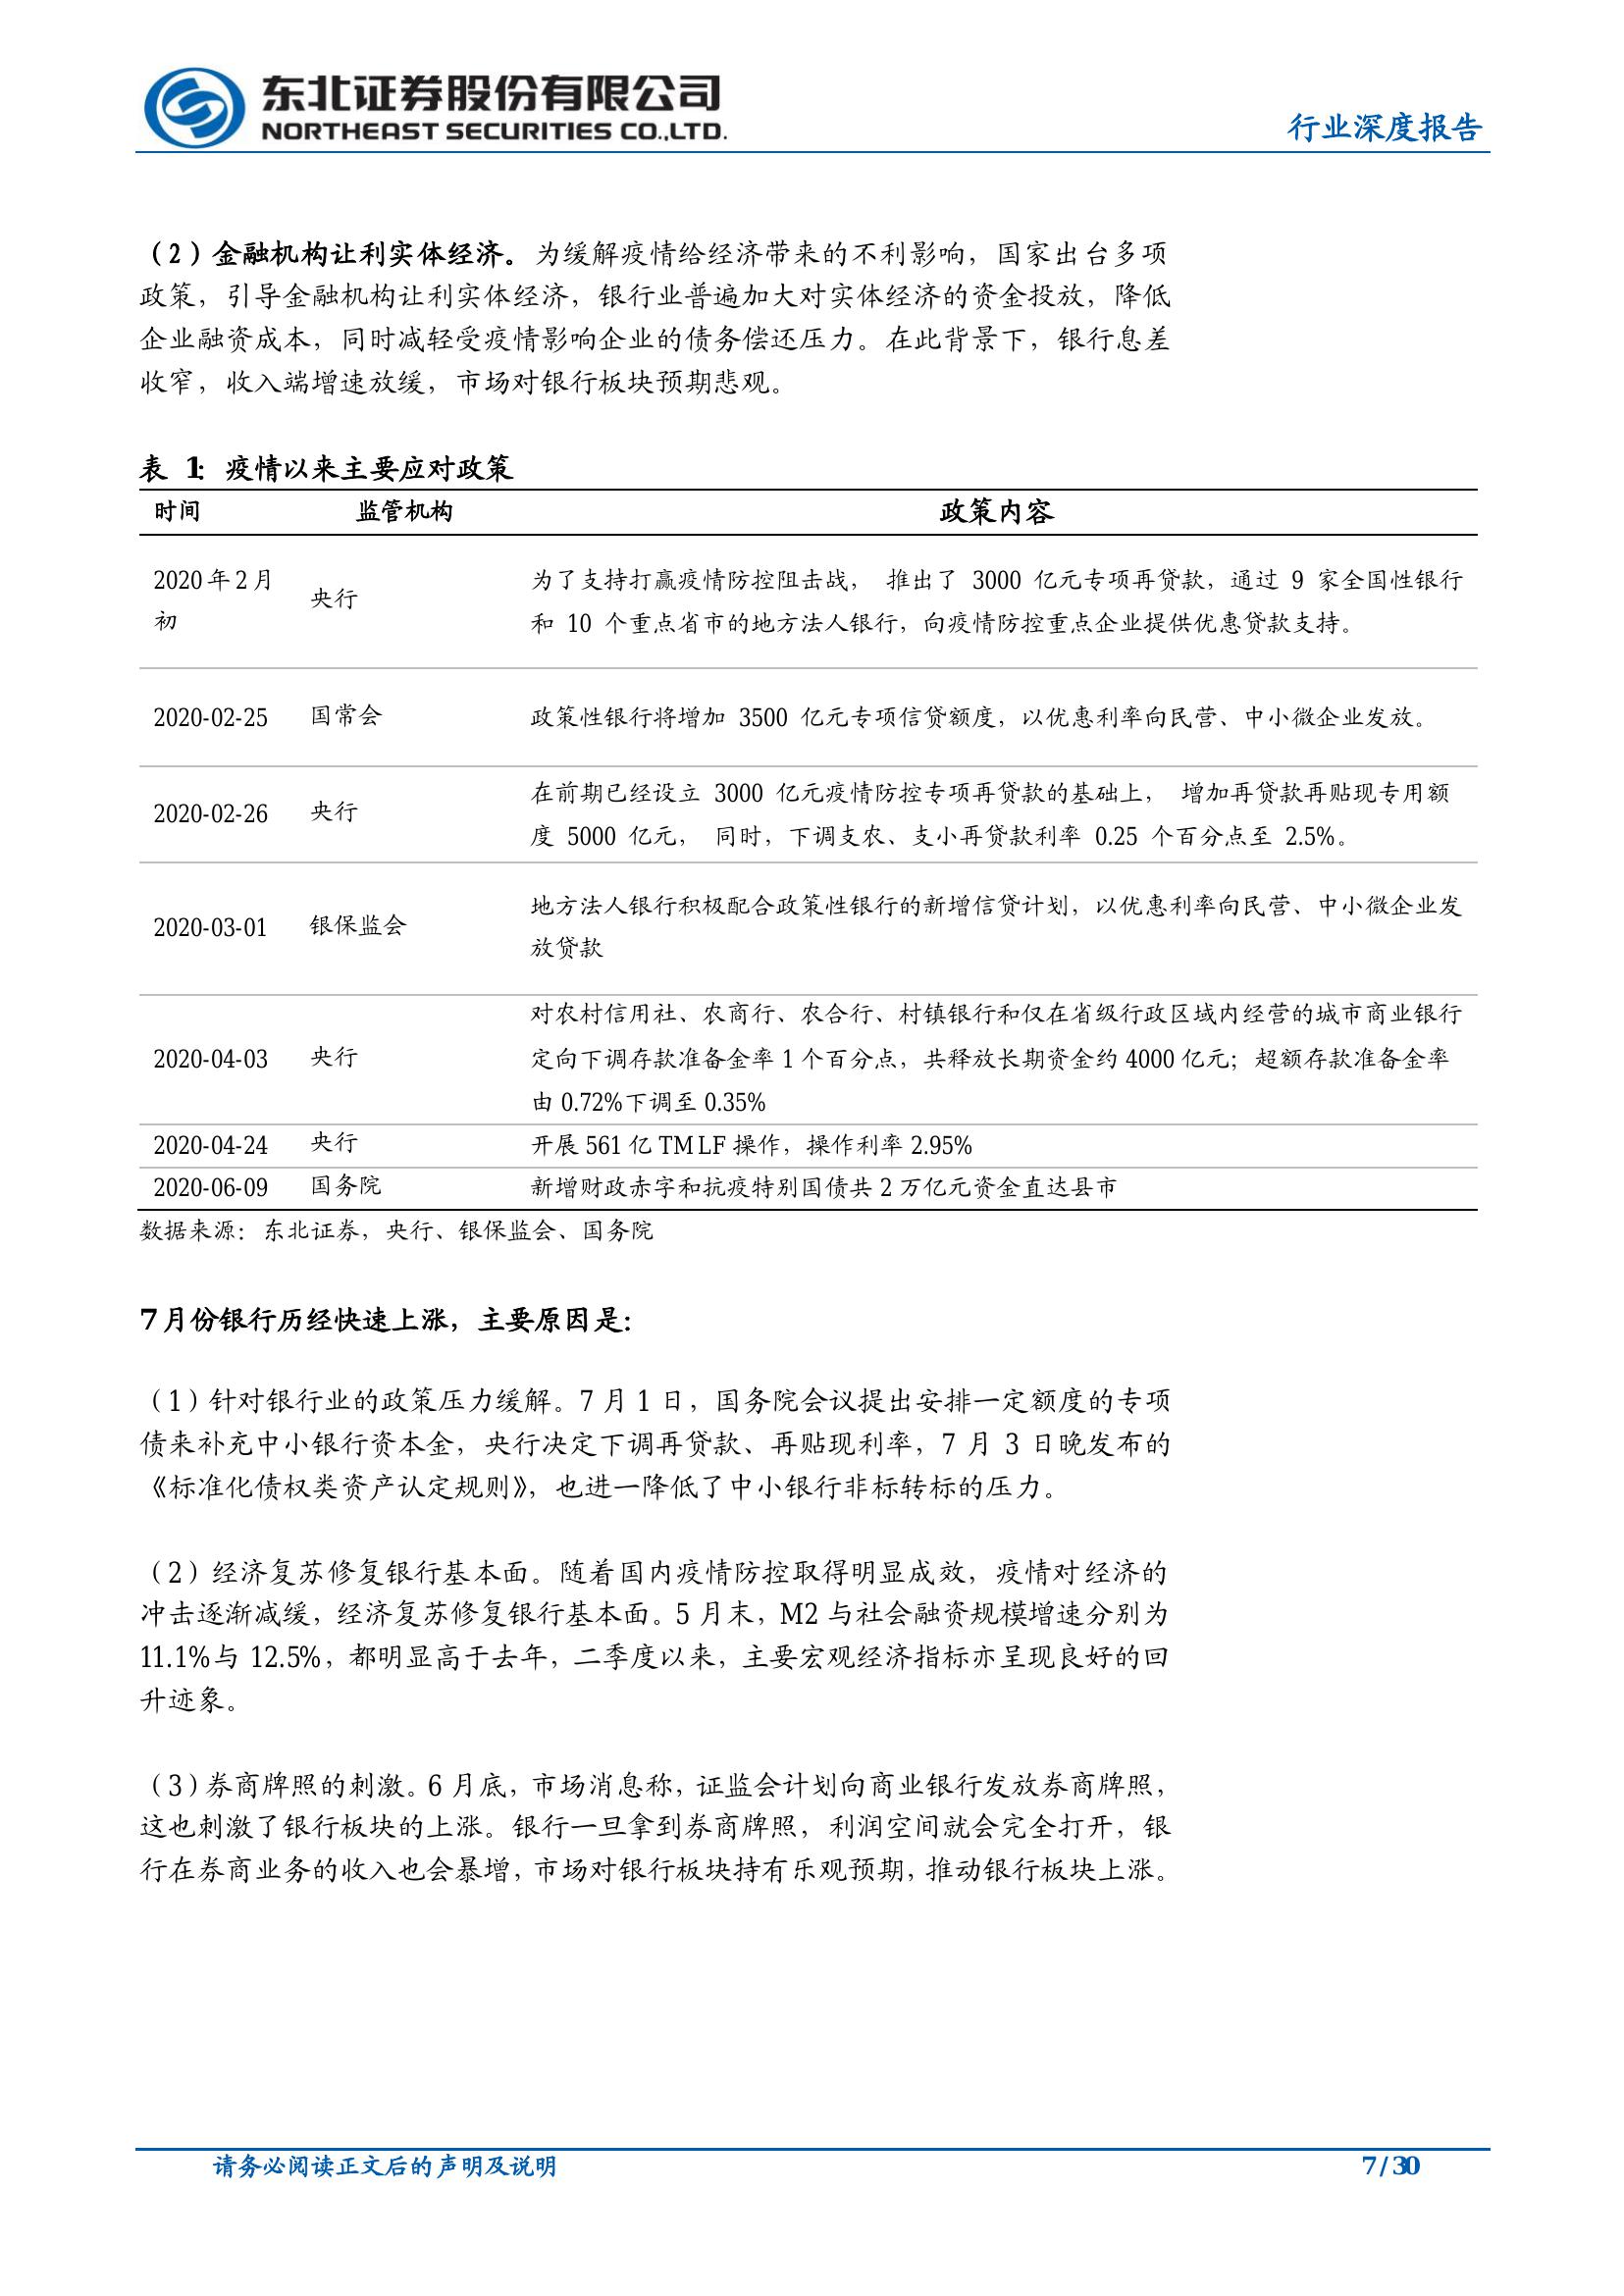 东北证券股份有限公司
NORTHEAST SECURITIES CO.,LTD.
行业深度报告
（2）金融机构让利实体经济。为缓解疫情给经济带来的不利影响，国家出台多项
政策，引导金融机构让利实体经济，银行业普遍加大对实体经济的资金投放，降低
企业融资成本，同时减轻受疫情影响企业的债务偿还压力。在此背景下，银行息差
收窄，收入端增速放缓，市场对银行板块预期悲观。
表 1：疫情以来主要应对政策
时间 监管机构 政策内容
2020 年 2 月
初
央行
为了支持打赢疫情防控阻击战， 推出了 3000 亿元专项再贷款，通过 9 家全国性银行
和 10 个重点省市的地方法人银行，向疫情防控重点企业提供优惠贷款支持。
2020-02-25 国常会 政策性银行将增加 3500 亿元专项信贷额度，以优惠利率向民营、中小微企业发放。
2020-02-26 央行
在前期已经设立 3000 亿元疫情防控专项再贷款的基础上， 增加再贷款再贴现专用额
度 5000 亿元， 同时，下调支农、支小再贷款利率 0.25 个百分点至 2.5%。
2020-03-01 银保监会
地方法人银行积极配合政策性银行的新增信贷计划，以优惠利率向民营、中小微企业发
放贷款
2020-04-03 央行
对农村信用社、农商行、农合行、村镇银行和仅在省级行政区域内经营的城市商业银行
定向下调存款准备金率 1 个百分点，共释放长期资金约 4000 亿元；超额存款准备金率
由 0.72%下调至 0.35%
2020-04-24 央行 开展 561 亿 TMLF 操作，操作利率 2.95%
2020-06-09 国务院 新增财政赤字和抗疫特别国债共 2 万亿元资金直达县市
数据来源：东北证券，央行、银保监会、国务院
7 月份银行历经快速上涨，主要原因是：
（1）针对银行业的政策压力缓解。7 月 1 日，国务院会议提出安排一定额度的专项
债来补充中小银行资本金，央行决定下调再贷款、再贴现利率，7 月 3 日晚发布的
《标准化债权类资产认定规则》，也进一降低了中小银行非标转标的压力。
（2）经济复苏修复银行基本面。随着国内疫情防控取得明显成效，疫情对经济的
冲击逐渐减缓，经济复苏修复银行基本面。5 月末，M2 与社会融资规模增速分别为
11.1%与 12.5%，都明显高于去年，二季度以来，主要宏观经济指标亦呈现良好的回
升迹象。
（3）券商牌照的刺激。6 月底，市场消息称，证监会计划向商业银行发放券商牌照，
这也刺激了银行板块的上涨。银行一旦拿到券商牌照，利润空间就会完全打开，银
行在券商业务的收入也会暴增，市场对银行板块持有乐观预期，推动银行板块上涨。
请务必阅读正文后的声明及说明
7 / 30